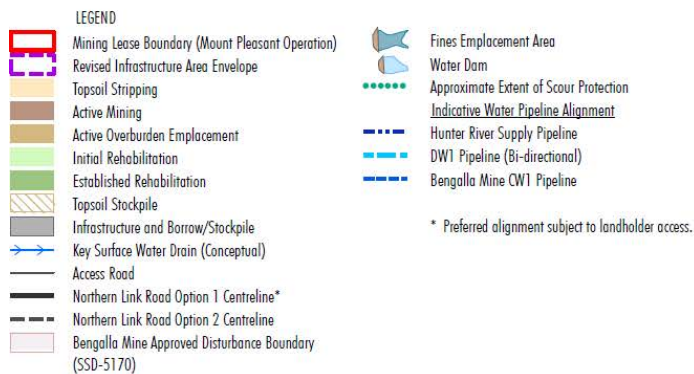 LEGEND
Mining Lease Boundary (Mount Pleasant Operation)
Revised Infrastructure Area Envelope
Topsoil Stripping
Active Mining
Active Overburden Emplacement
Initial Rehabilitation
Established Rehabilitation
Topsoil Stockpile
Infrastructure and Borrow/Stockpile
Key Surface Water Drain (Conceptual)
Access Road
Northern Link Road Option 1 Centreline*
Northern Link Road Option 2 Centreline
Bengalla Mine Approved Disturbance Boundary
(SSD-5170)
Fines Emplacement Area
Water Dam
Approximate Extent of Scour Protection
Indicative Water Pipeline Alignment
Hunter River Supply Pipeline
DW1 Pipeline (Bi-directional)
Bengalla Mine CW1 Pipeline
* Preferred alignment subject to landholder access.